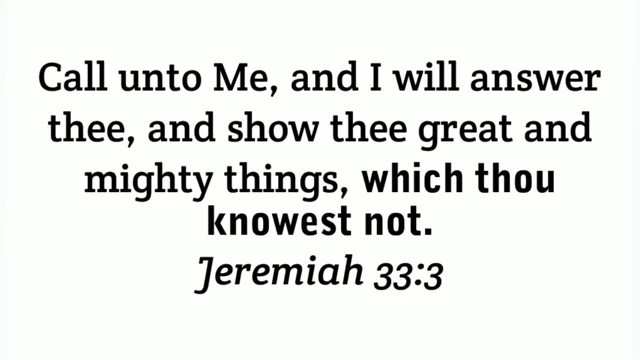 Call unto Me, and I will answer
thee, and show thee great and
mighty things, which thou
knowest not.
Jeremiah 33:3